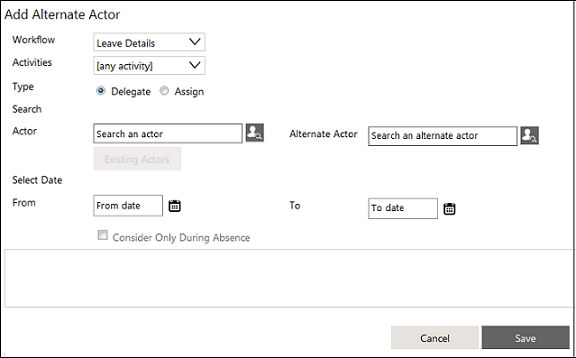 Add Alternate Actor
Workflow Leave Details
Activities [any activity]
Type Delegate Assign
Search
Actor Search an actor Alternate Actor Search an alternate actor
Existing Actors
Select Date
From From date To To date
Consider Only During Absence
Cancel Save